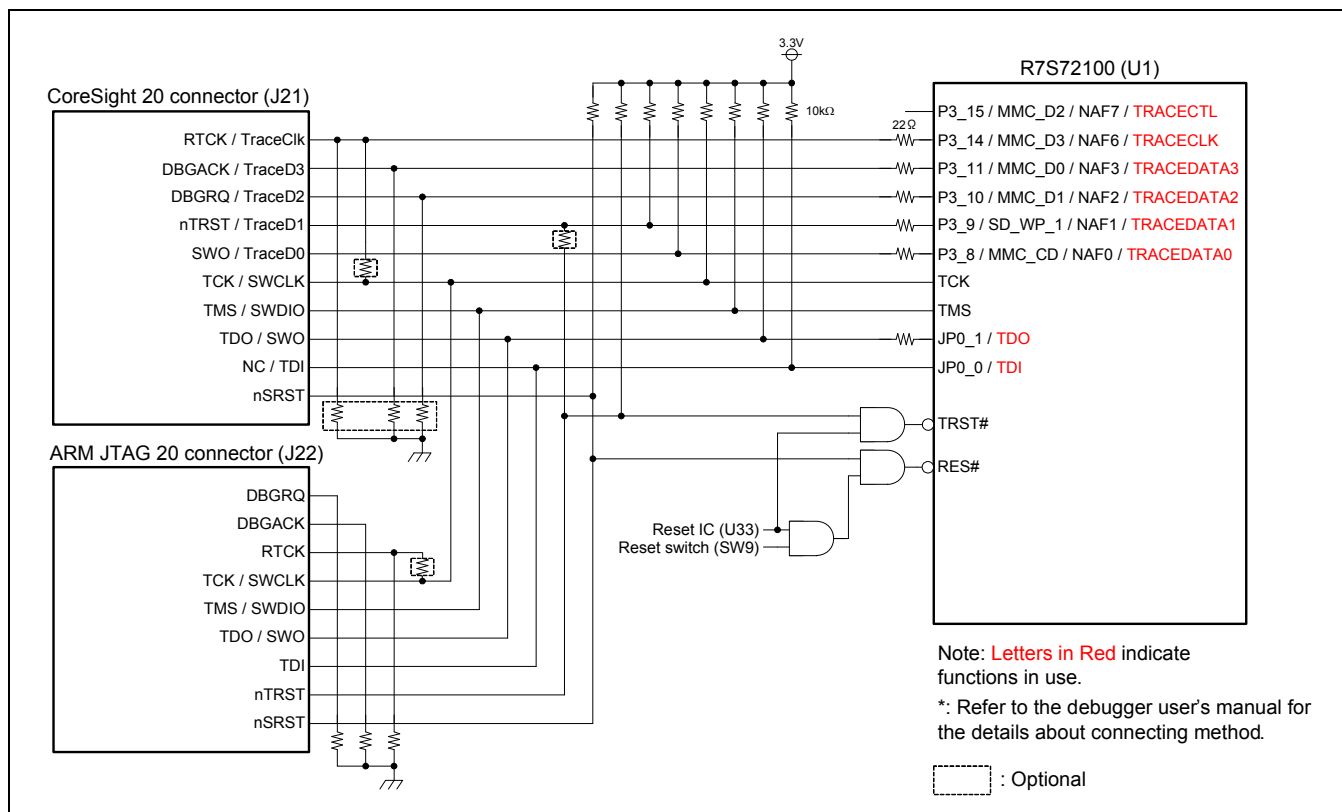 3.3V
R7S72100 (U1)
CoreSight 20 connector (J21)
10kΩ
22Ω
RTCK / TraceClk
DBGACK / TraceD3
DBGRQ / TraceD2
nTRST / TraceD1
SWO / TraceD0
TCK / SWCLK
TMS / SWDIO
TDO / SWO
NC / TDI
nSRST
P3_15 / MMC_D2 / NAF7 / TRACECTL
P3_14 / MMC_D3 / NAF6 / TRACECLK
P3_11 / MMC_D0 / NAF3 / TRACEDATA3
P3_10 / MMC_D1 / NAF2 / TRACEDATA2
P3_9 / SD_WP_1 / NAF1 / TRACEDATA1
P3_8 / MMC_CD / NAF0 / TRACEDATA0
TCK
TMS
JP0_1 / TDO
JP0_0 / TDI
TRST#
RES#
ARM JTAG 20 connector (J22)
DBGRQ
DBGACK
RTCK
TCK / SWCLK
TMS / SWDIO
TDO / SWO
TDI
nTRST
nSRST
Reset IC (U33)
Reset switch (SW9)
Note: Letters in Red indicate
functions in use.
*: Refer to the debugger user's manual for
the details about connecting method.
: Optional